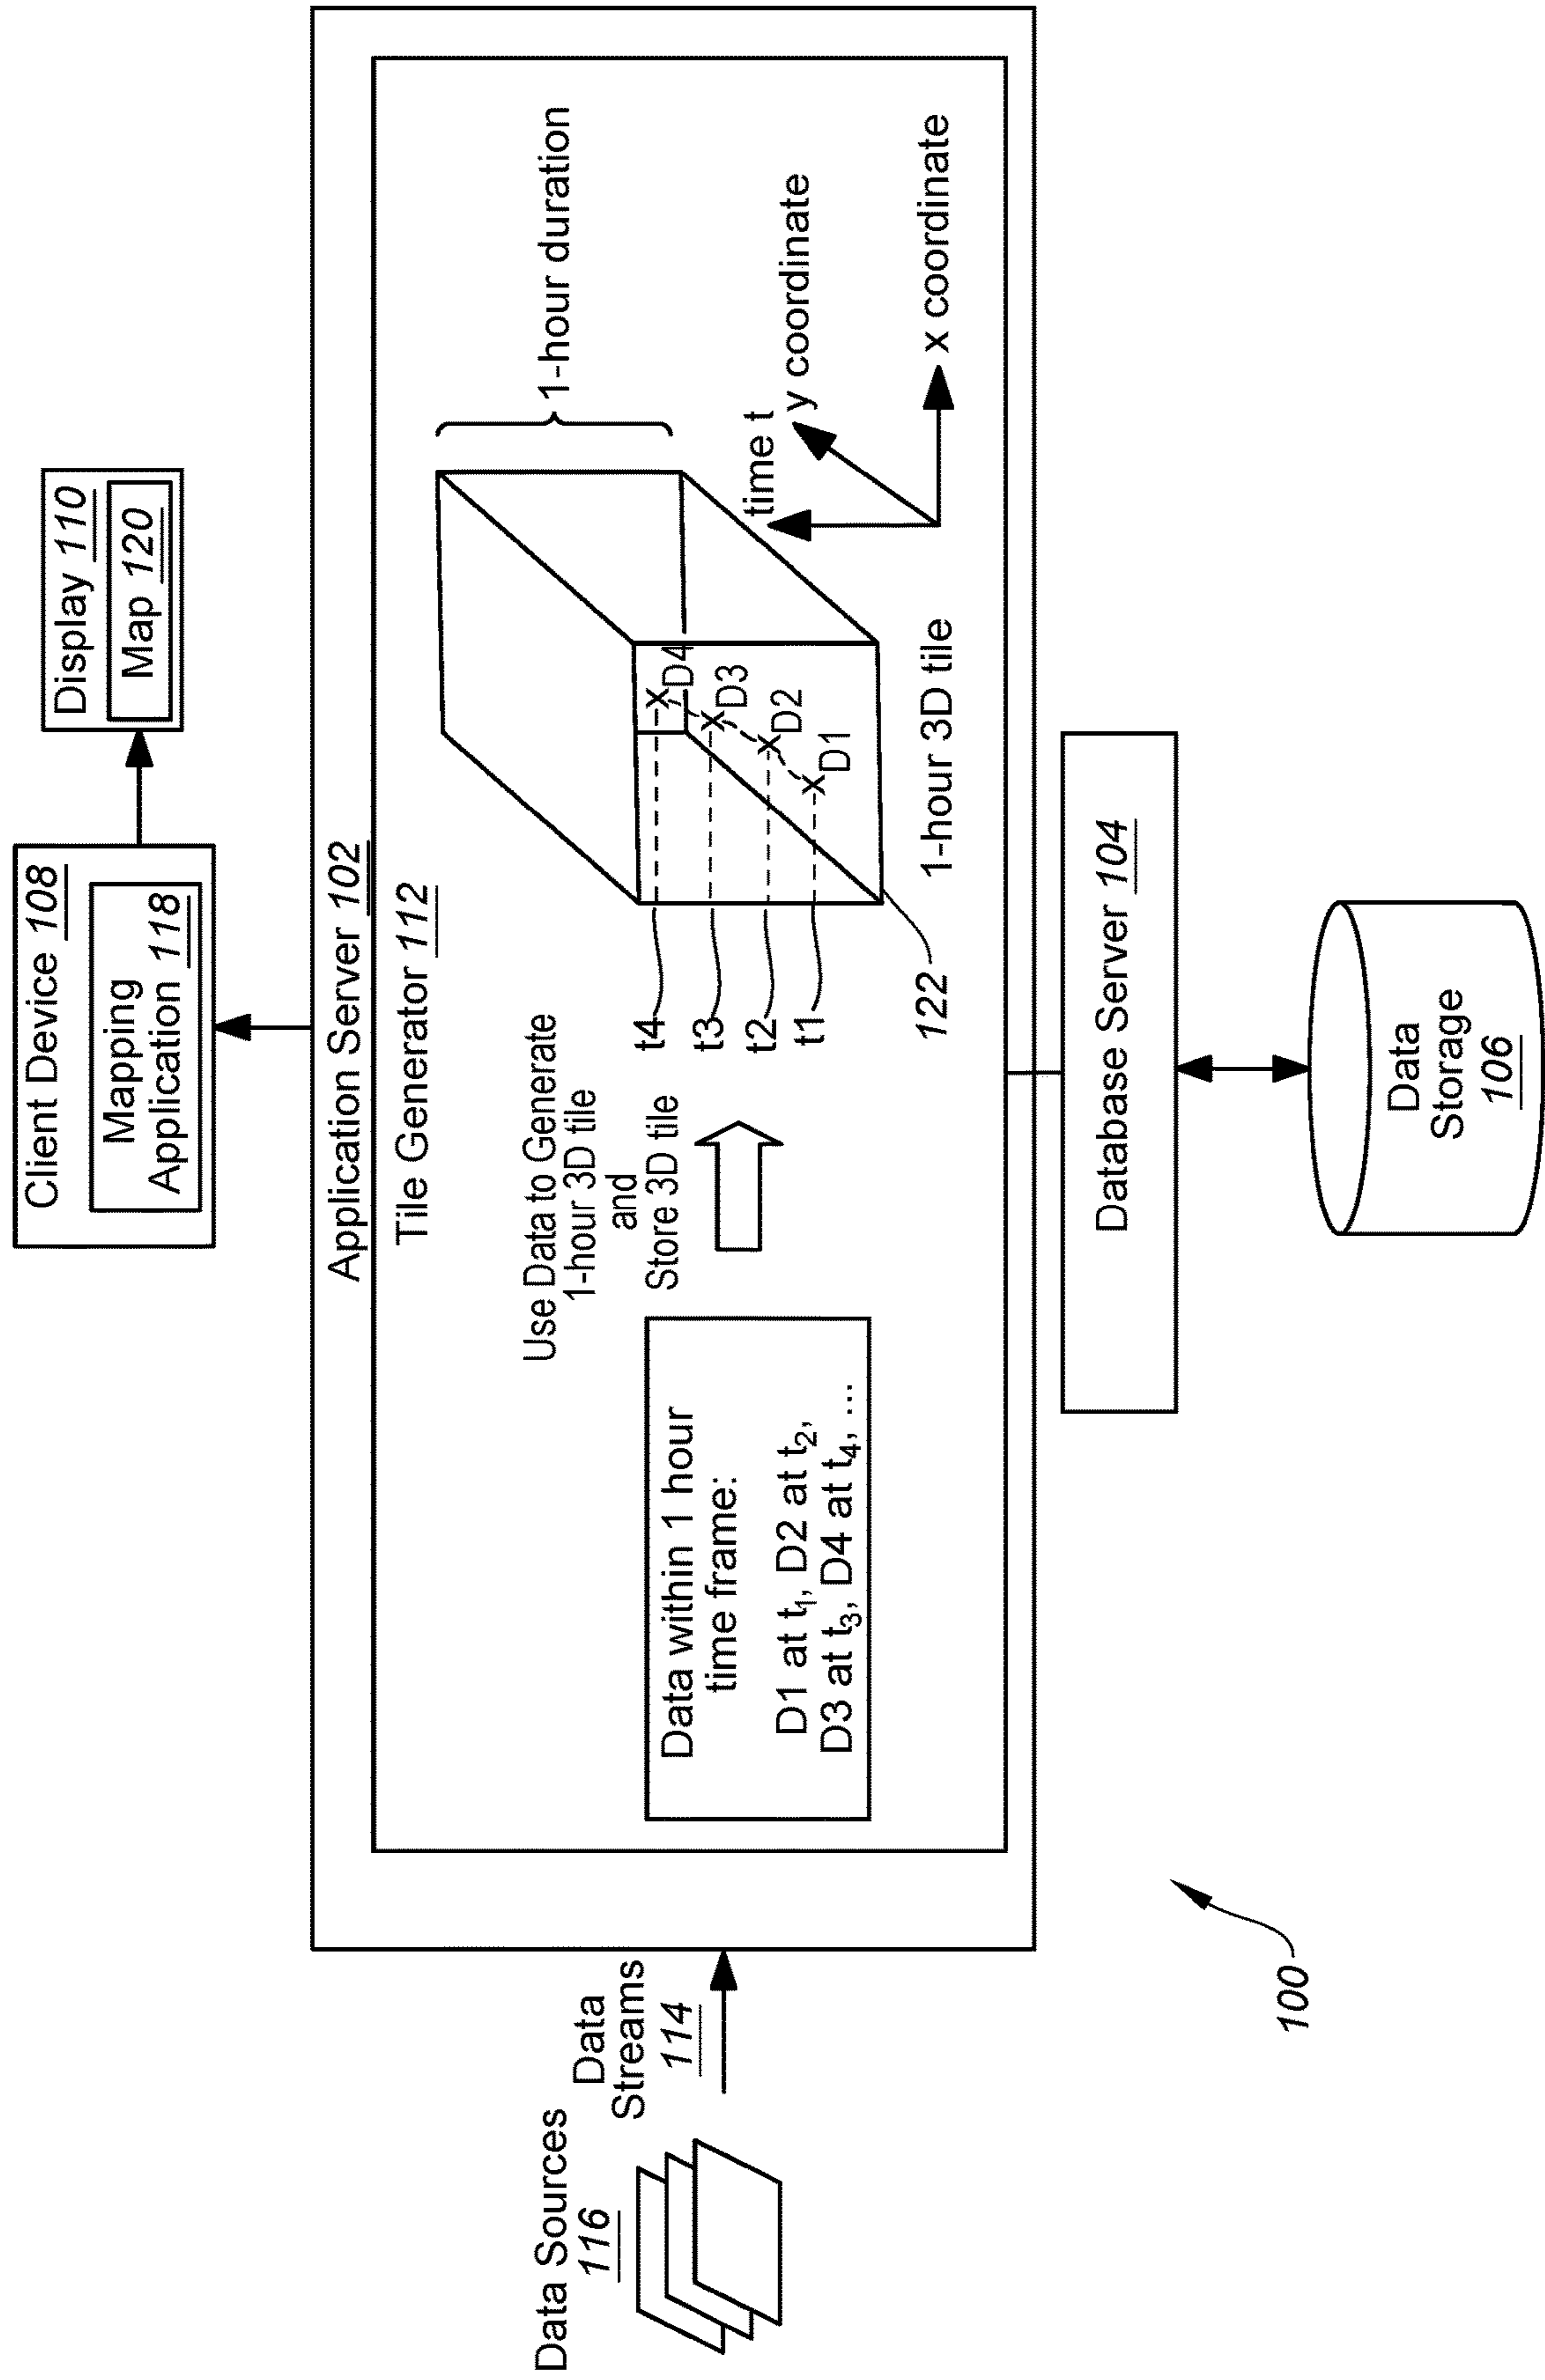 Client Device 108
Mapping
Application 118
Display 110
Map 120
Application Server 102
Tile Generator 112
Data Sources
116
Data
Streams
114
Data within 1 hour
time frame:
D1 at t1, D2 at t2,
D3 at t3, D4 at t4, ...
Use Data to Generate
1-hour 3D tile
and
Store 3D tile
t4
t3
t2
t1
122
D4
D3
D2
D1
1-hour duration
1-hour 3D tile
time t
y coordinate
x coordinate
Database Server 104
Data
Storage
106
100